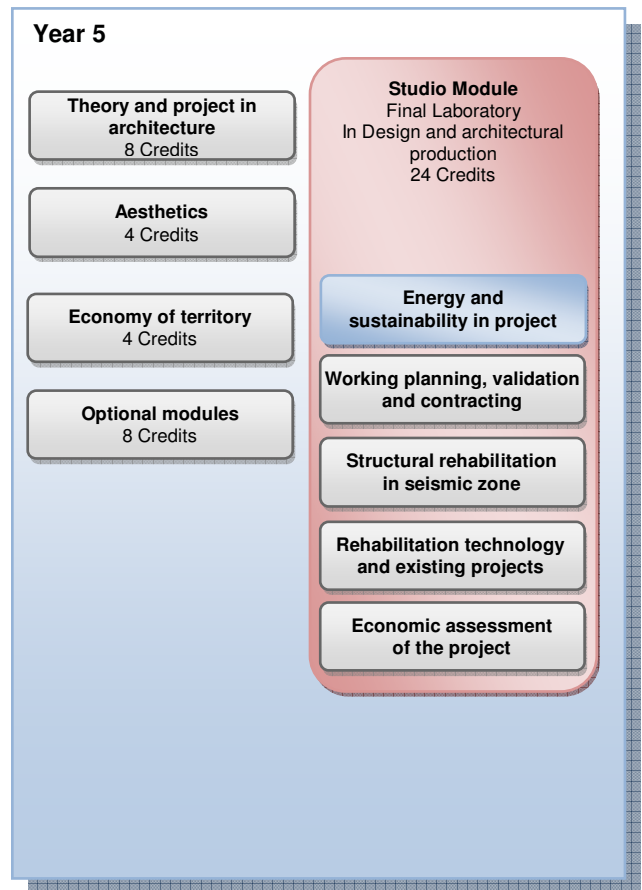 Year 5
Theory and project in
architecture
8 Credits
Aesthetics
4 Credits
Economy of territory
4 Credits
Optional modules
8 Credits
Studio Module
Final Laboratory
In Design and architectural
production
24 Credits
Energy and
sustainability in project
Working planning, validation
and contracting
Structural rehabilitation
in seismic zone
Rehabilitation technology
and existing projects
Economic assessment
of the project